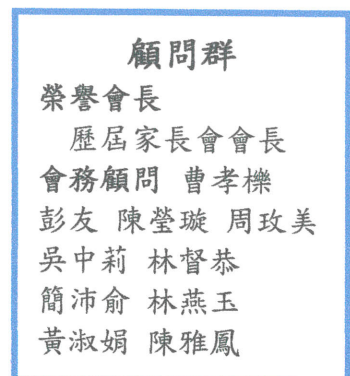 顧問群
榮譽會長
歷屆家長會會長
會務顧問 曹孝櫟
彭友 陳瑩璇 周玫美
吳中莉 林督恭
簡沛俞 林燕玉
黃淑娟 陳雅鳳